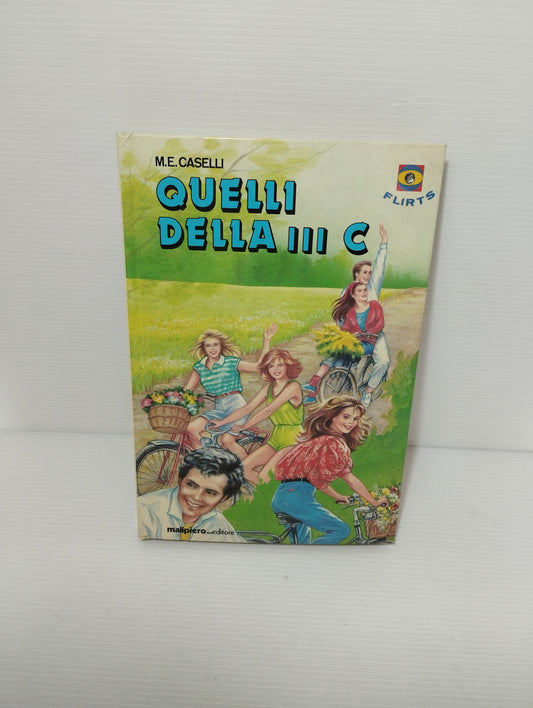 M.E. CASELLI
QUELLI
DELLA III C
FLIRTS
malipiero s.p.a. editore